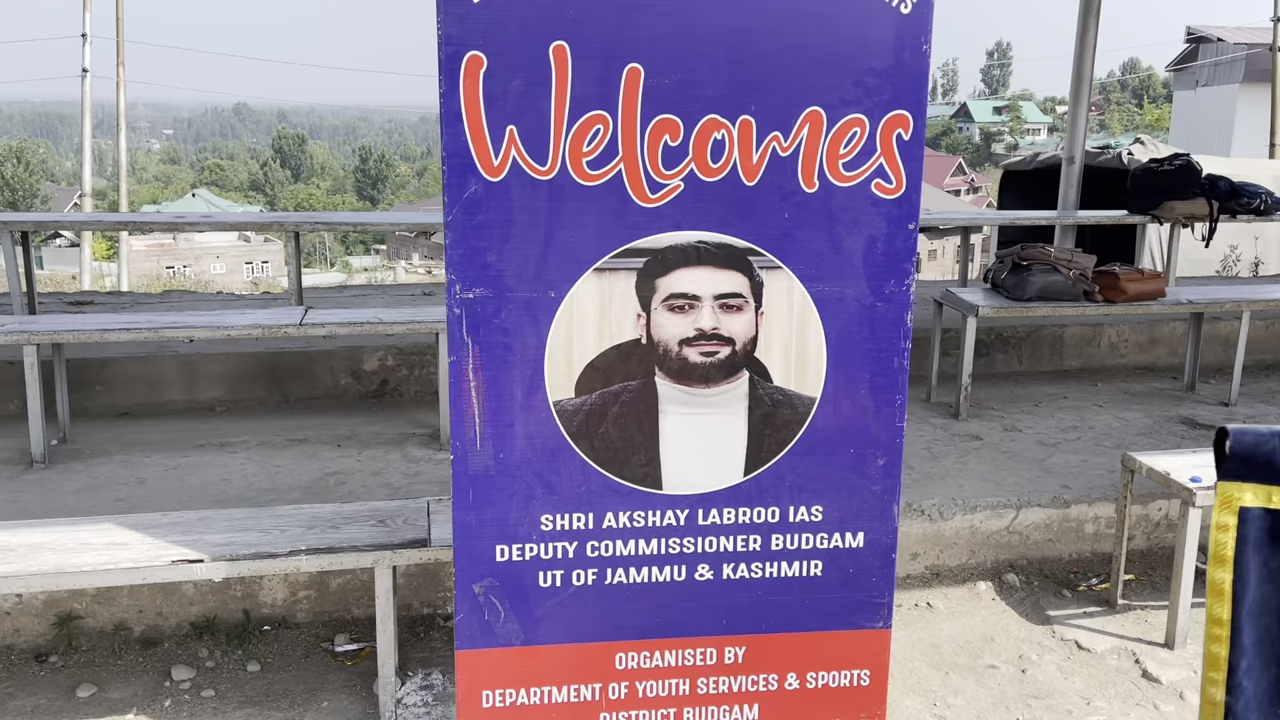 Welcomes
SHRI AKSHAY LABROO IAS
DEPUTY COMMISSIONER BUDGAM
UT OF JAMMU & KASHMIR
ORGANISED BY
DEPARTMENT OF YOUTH SERVICES & SPORTS
DISTRICT BUDGAM